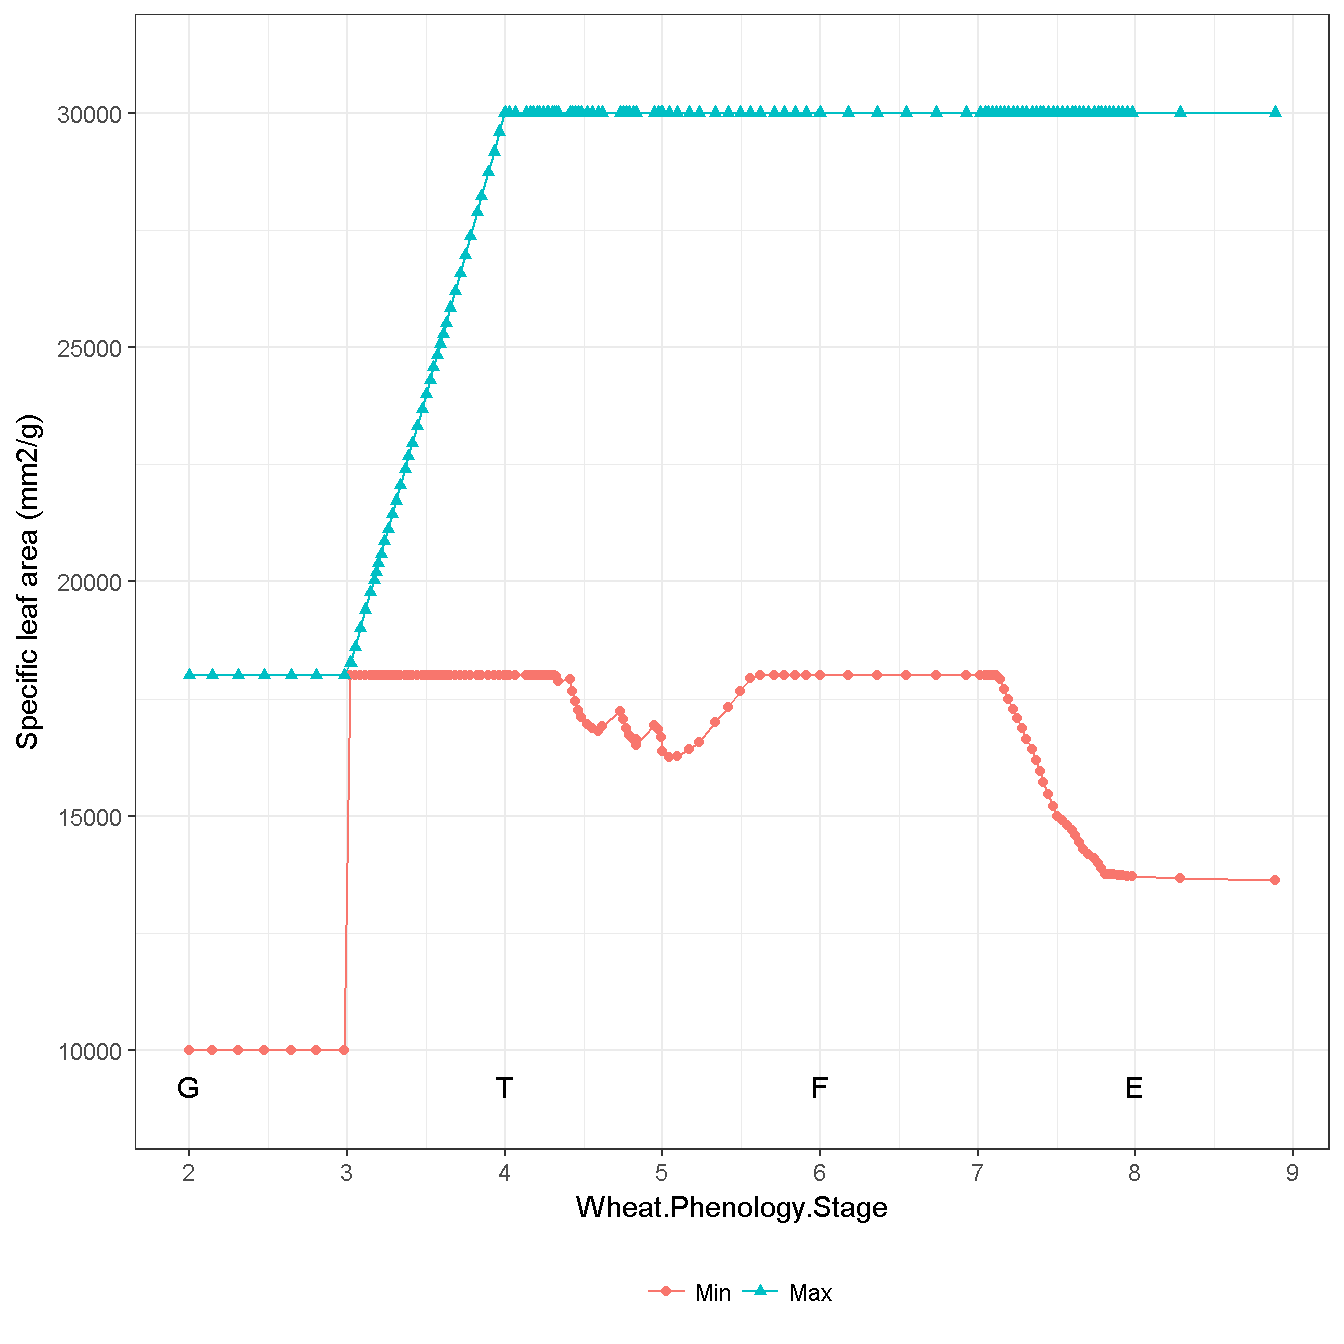 Specific leaf area (mm2/g)
30000
25000
20000
15000
10000
G T F E
2 3 4 5 6 7 8 9
Wheat.Phenology.Stage
Min Max